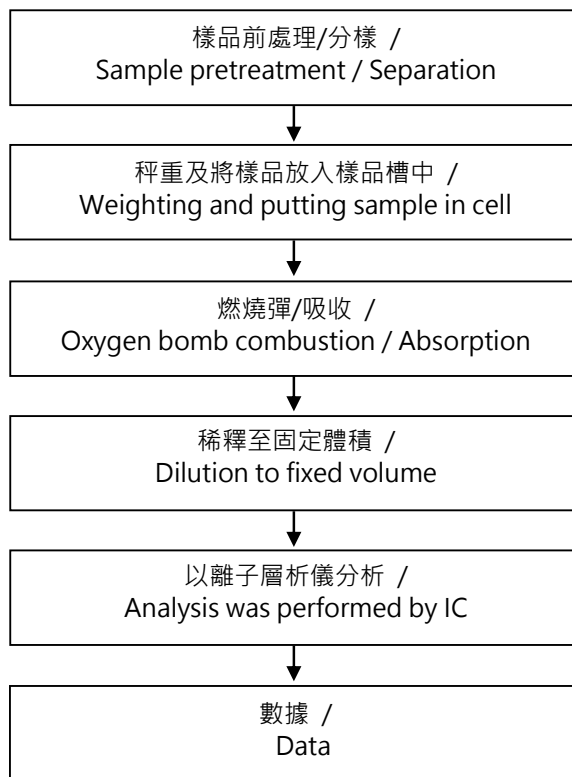 樣品前處理/分樣 /
Sample pretreatment / Separation
秤重及將樣品放入樣品槽中 /
Weighting and putting sample in cell
燃燒彈/吸收 /
Oxygen bomb combustion / Absorption
稀釋至固定體積 /
Dilution to fixed volume
以離子層析儀分析 /
Analysis was performed by IC
數據 /
Data